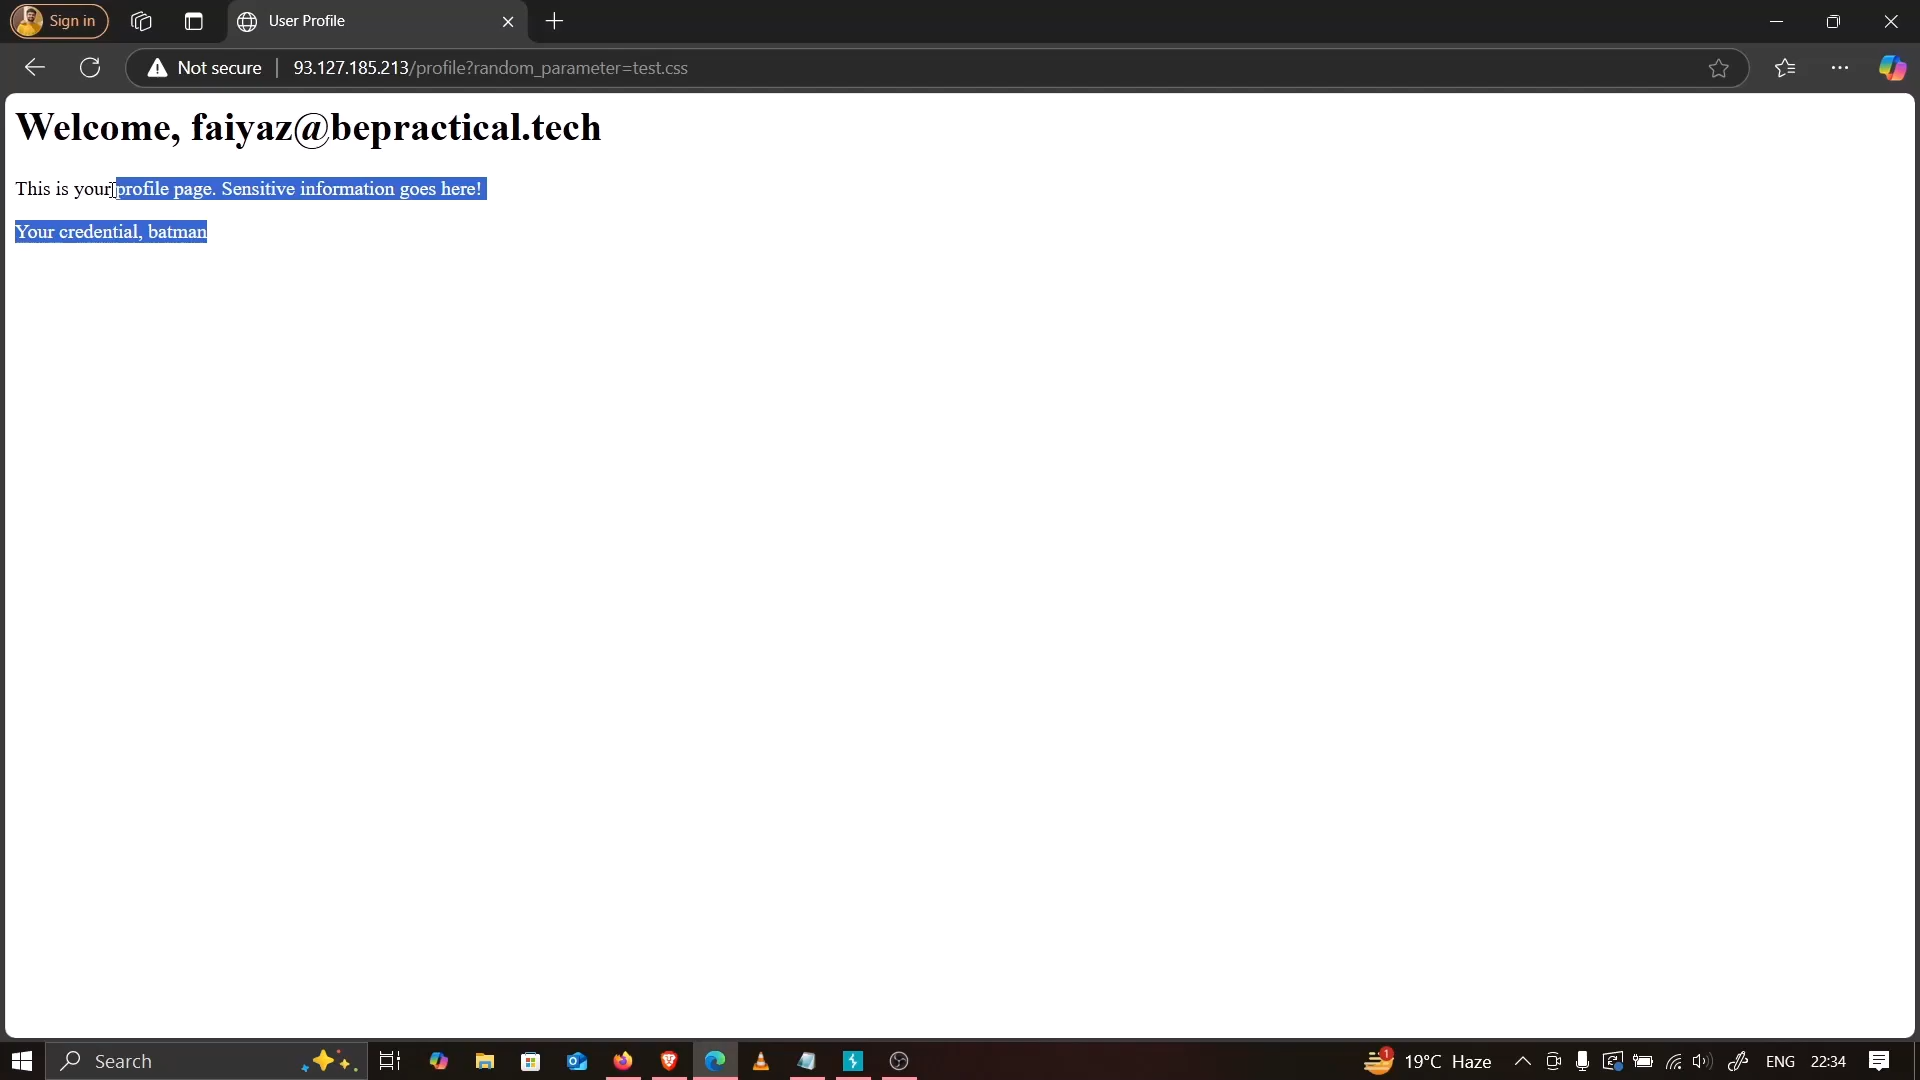 Sign in
User Profile
Not secure
93.127.185.213/profile?random_parameter=test.css
Welcome, faiyaz@bepractical.tech
This is your profile page. Sensitive information goes here!
Your credential, batman
Search
1
19°C Haze
ENG
22:34